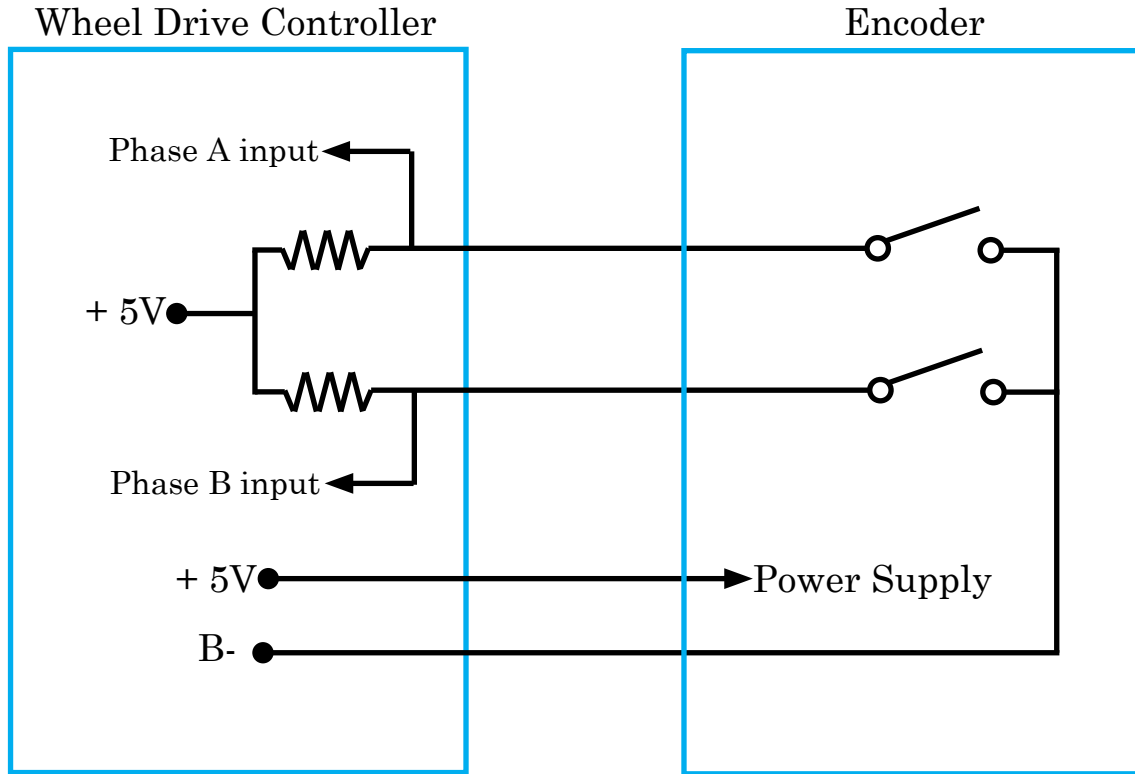 Wheel Drive Controller
Encoder
Phase A input
+ 5V
Phase B input
+ 5V
Power Supply
B-